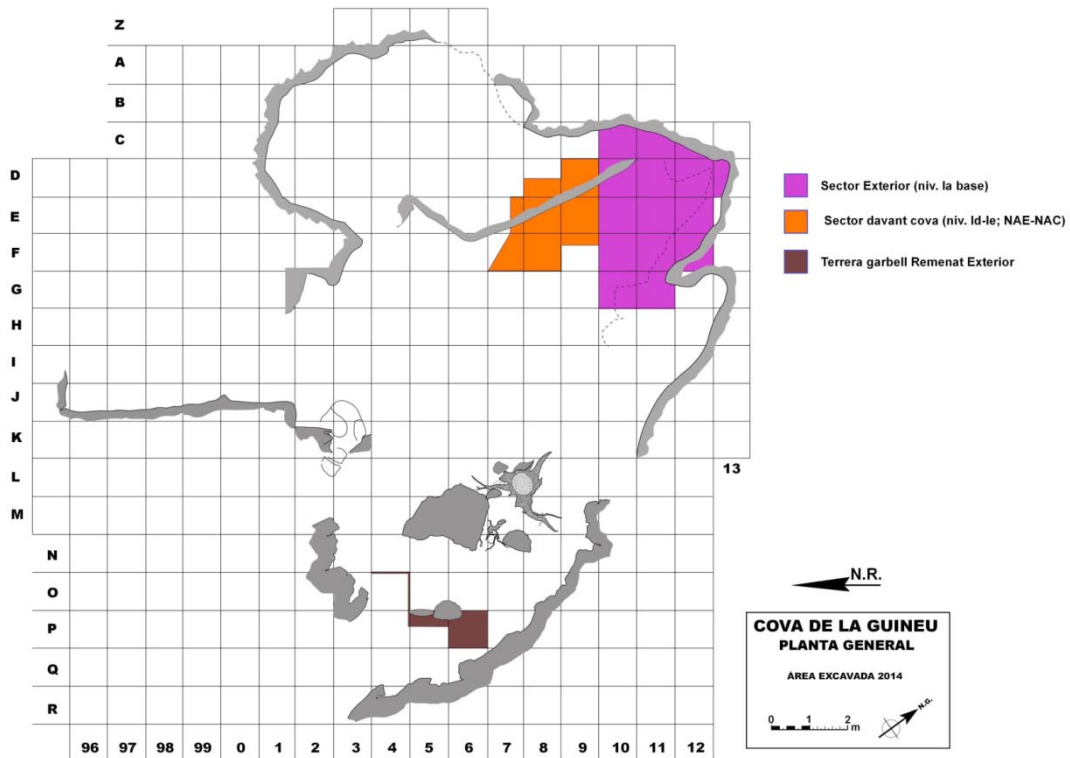 Z
A
B
C
D
E
F
G
H
I
J
K
L
M
N
O
P
Q
R
96 97 98 99 0 1 2 3 4 5 6 7 8 9 10 11 12
13
Sector Exterior (niv. la base)
Sector davant cova (niv. Id-Ie; NAE-NAC)
Terrera garbell Remenat Exterior
N.R.
COVA DE LA GUINEU
PLANTA GENERAL
ÀREA EXCAVADA 2014
0 1 2
m
N.G.